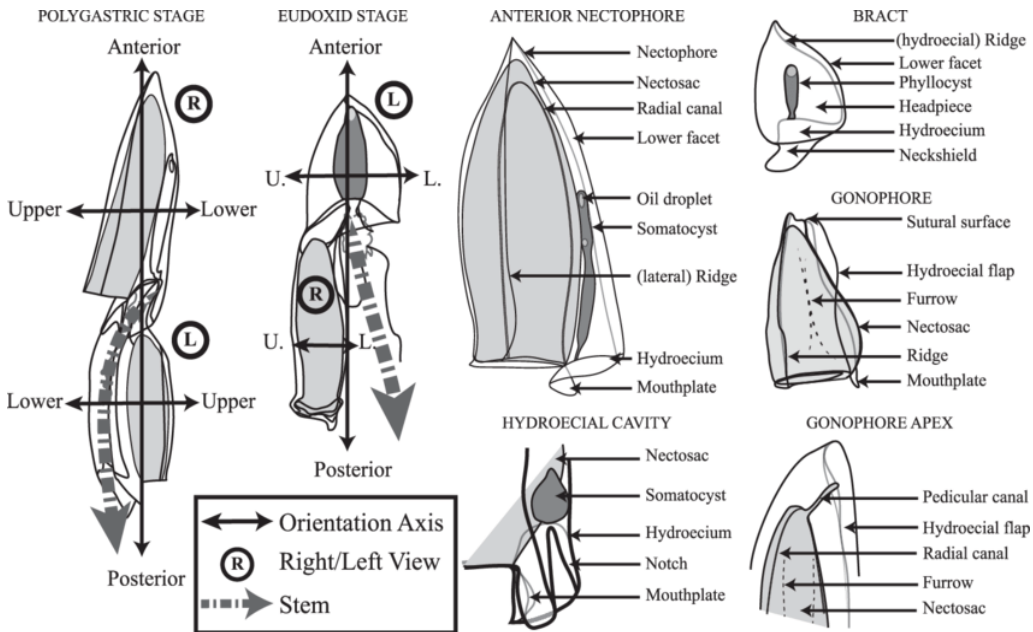 POLYGASTRIC STAGE
Anterior
R
Upper
Lower
L
Lower
Upper
Posterior
EUDOXID STAGE
Anterior
L
U.
L.
R
U.
L.
Posterior
Orientation Axis
R
Right/Left View
Stem
ANTERIOR NECTOPHORE
Nectophore
Nectosac
Radial canal
Lower facet
Oil droplet
Somatocyst
(lateral) Ridge
Hydroecium
Mouthplate
HYDROECIAL CAVITY
Nectosac
Somatocyst
Hydroecium
Notch
Mouthplate
BRACT
(hydroecial) Ridge
Lower facet
Phyllocyst
Headpiece
Hydroecium
Neckshield
GONOPHORE
Sutural surface
Hydroecial flap
Furrow
Nectosac
Ridge
Mouthplate
GONOPHORE APEX
Pedicular canal
Hydroecial flap
Radial canal
Furrow
Nectosac